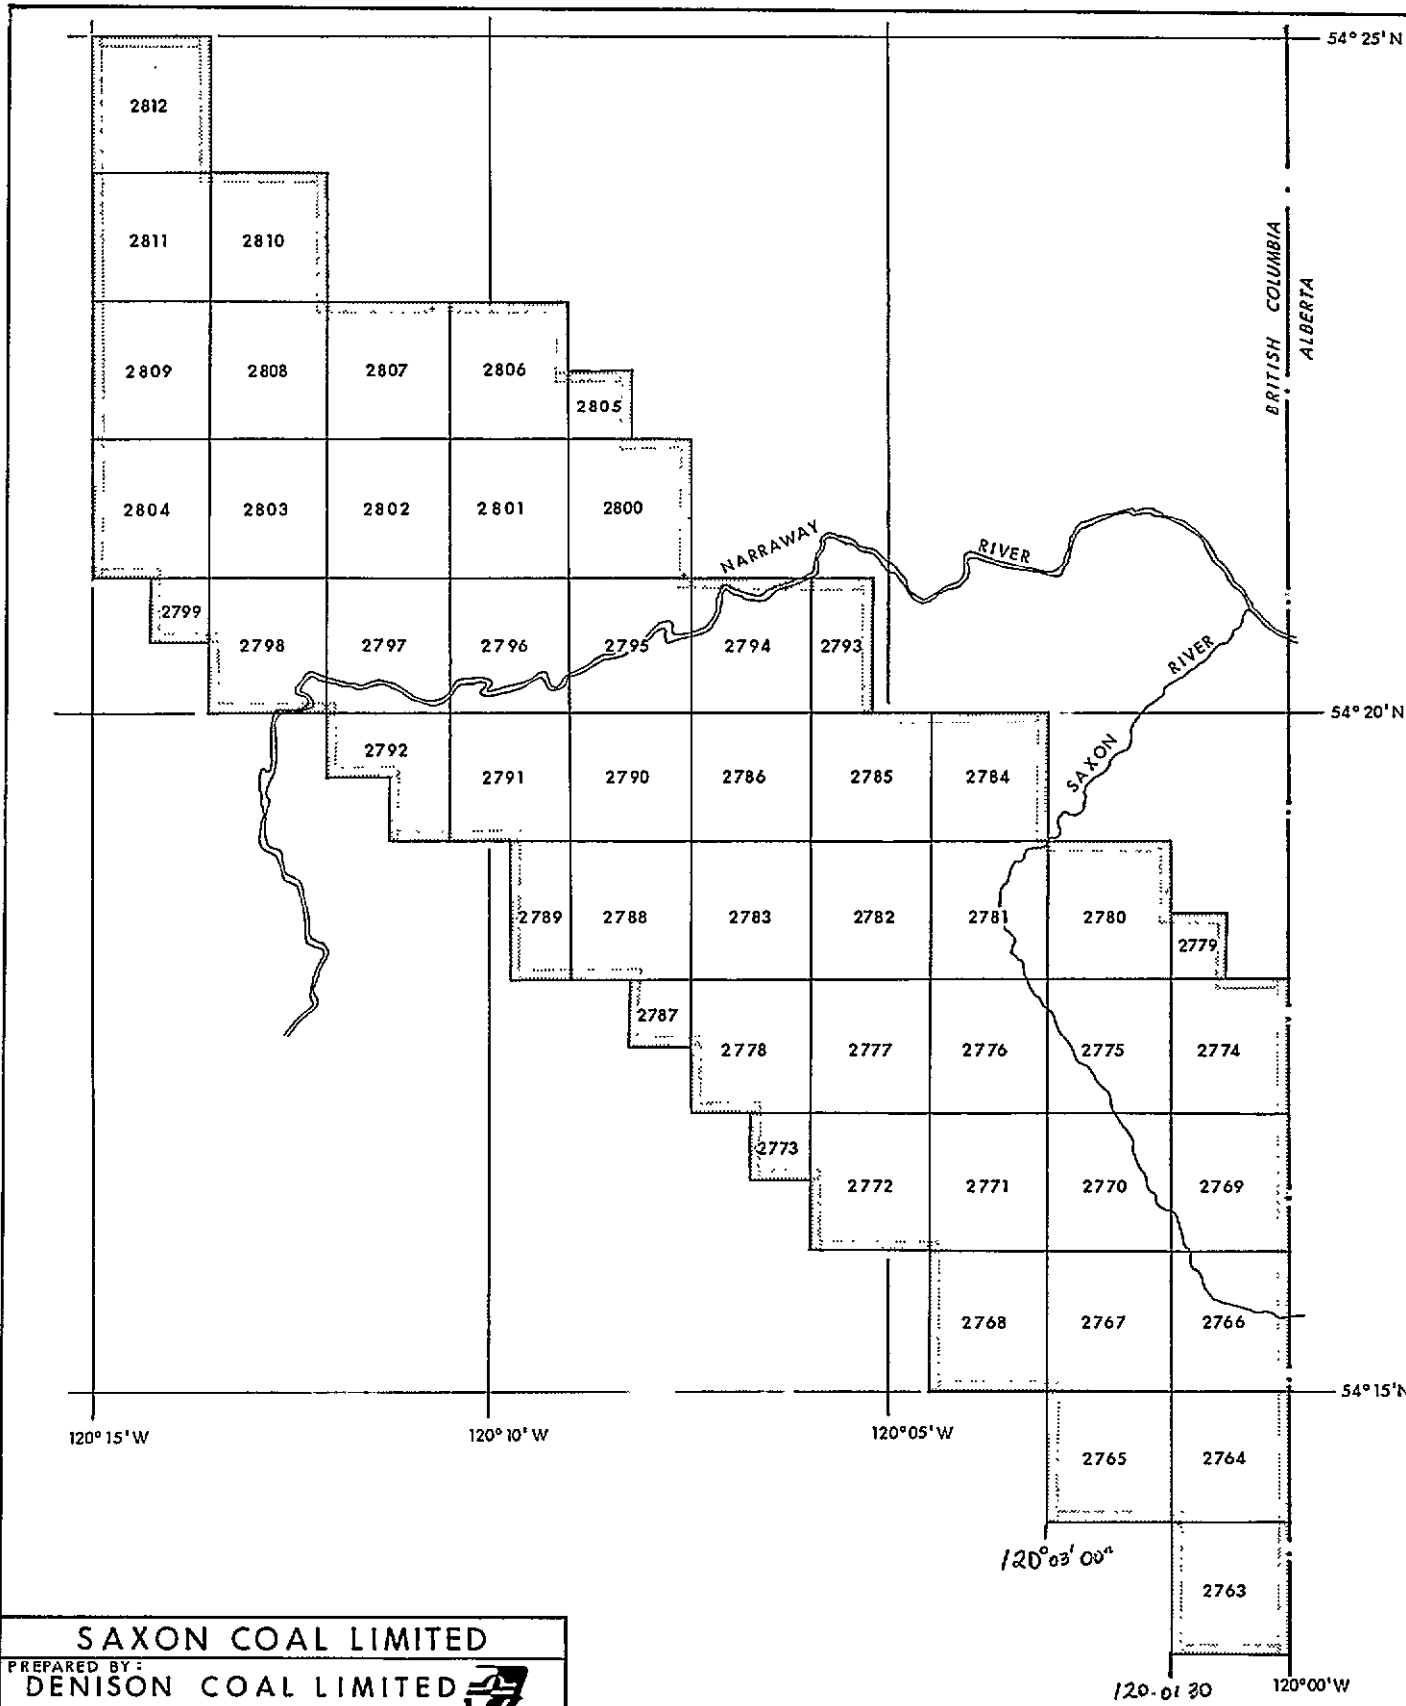 54° 25' N
2812
2811 2810
BRITISH COLUMBIA
ALBERTA
2809 2808 2807 2806
2805
2804 2803 2802 2801 2800
NARRAWAY RIVER
2799
2798 2797 2796 2795 2794 2793
SAXON RIVER
54° 20' N
2792
2791 2790 2786 2785 2784
2789 2788 2783 2782 2781 2780
2779
2787
2778 2777 2776 2775 2774
2773
2772 2771 2770 2769
2768 2767 2766
54° 15' N
120° 15' W 120° 10' W 120° 05' W
2765 2764
120° 03' 00"
2763
120-01 30 120° 00' W
SAXON COAL LIMITED
PREPARED BY:
DENISON COAL LIMITED